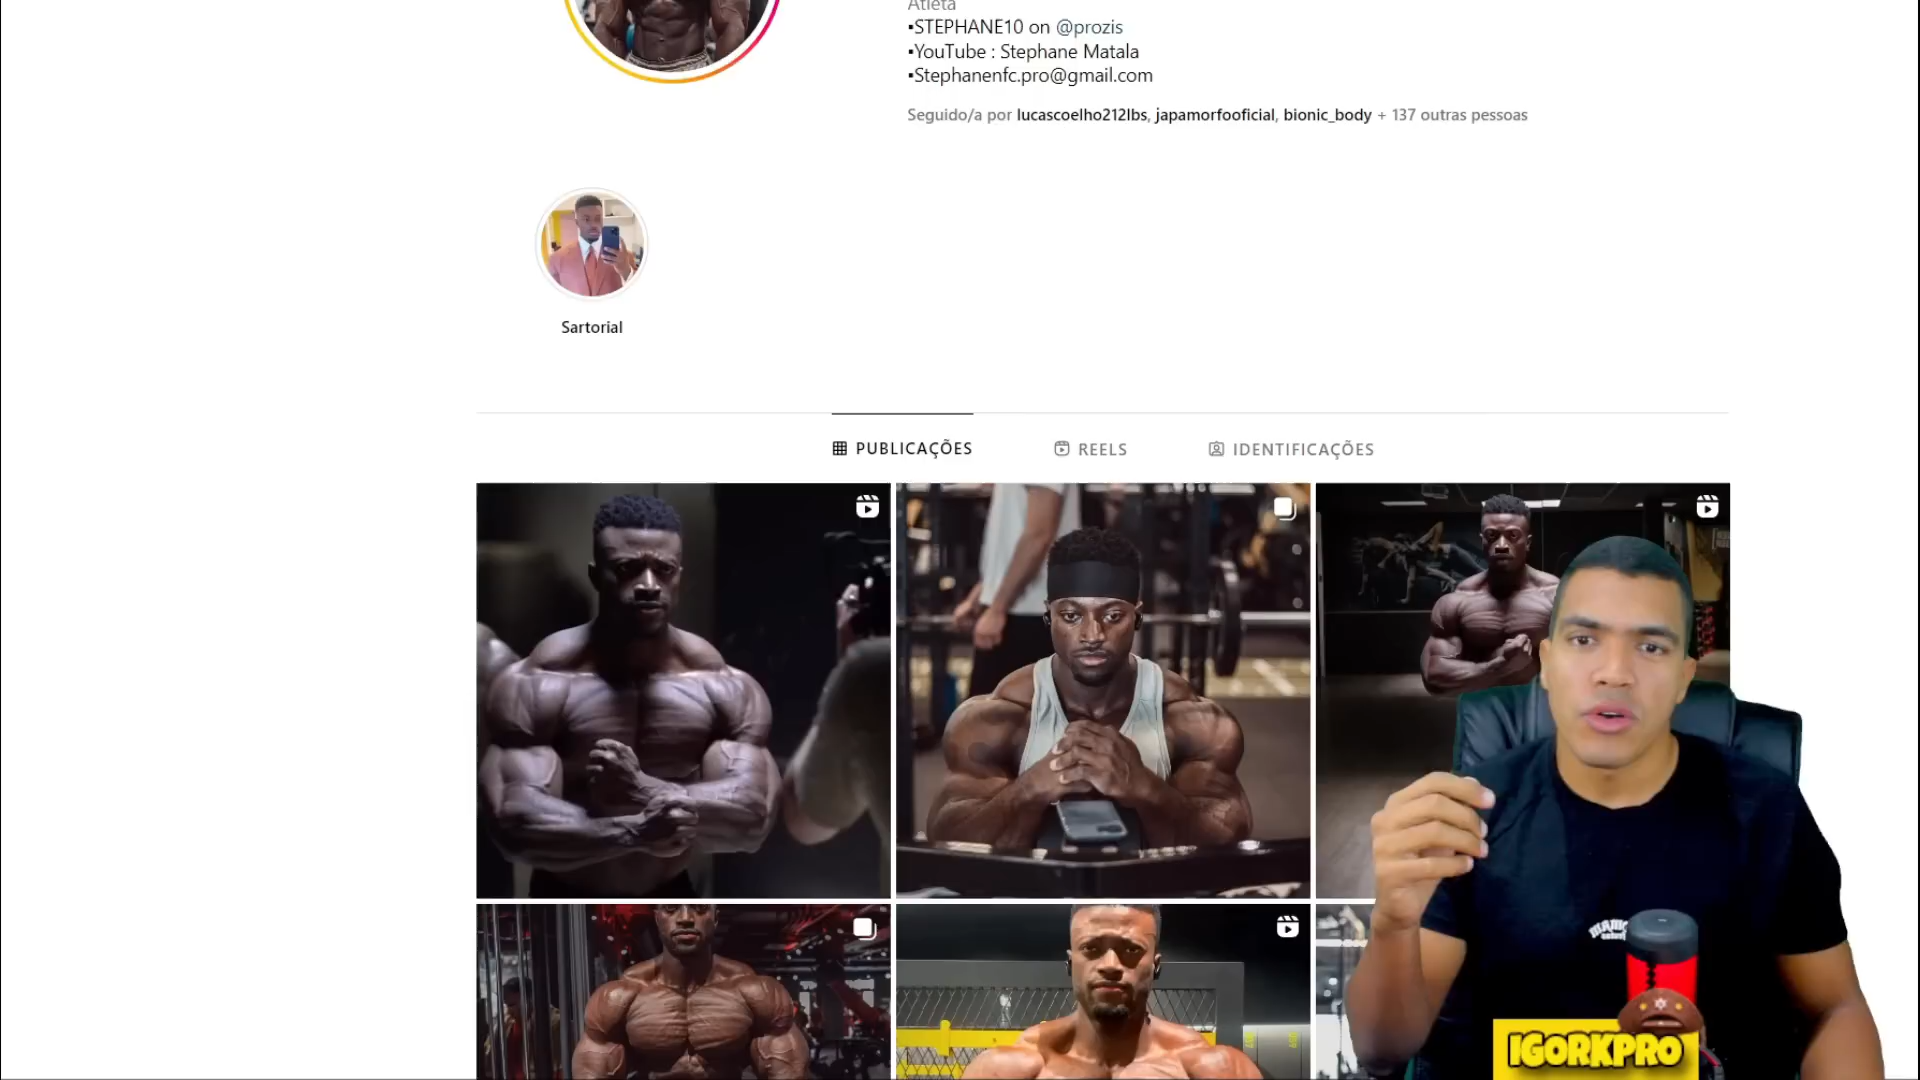 Atleta
▪STEPHANE10 on @prozis
▪YouTube : Stephane Matala
▪Stephanenfc.pro@gmail.com
Seguido/a por lucascoelho212lbs, japamorfooficial, bionic_body + 137 outras pessoas
Sartorial
PUBLICAÇÕES
REELS
IDENTIFICAÇÕES
IGORKPRO